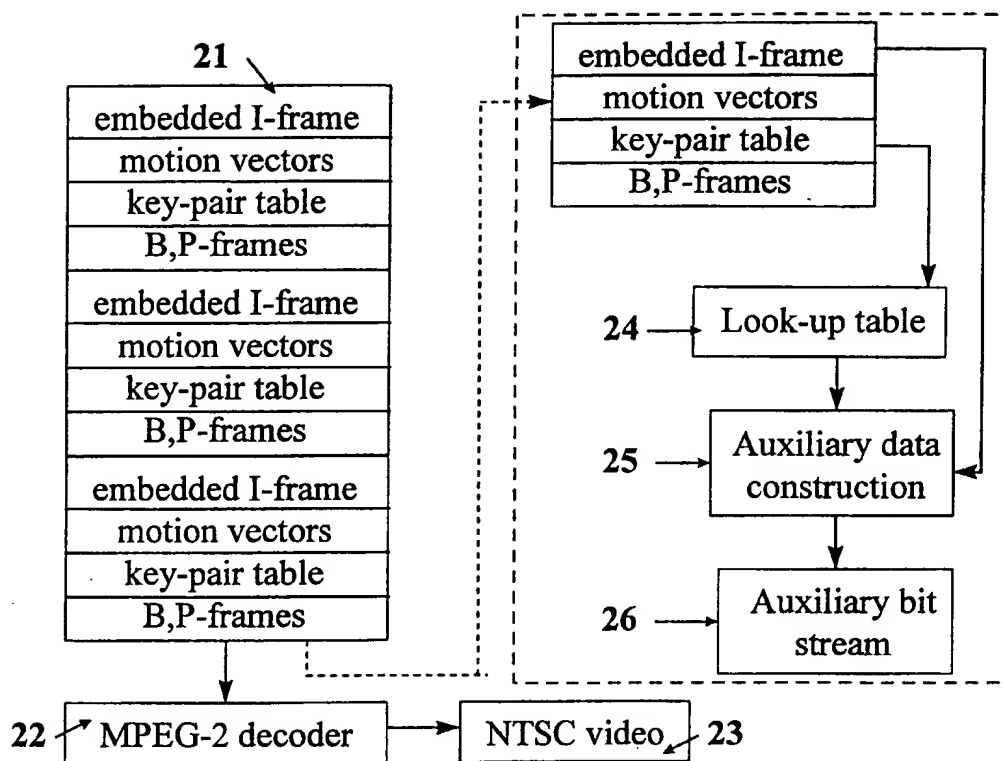 21
embedded I-frame
motion vectors
key-pair table
B,P-frames
embedded I-frame
motion vectors
key-pair table
B,P-frames
embedded I-frame
motion vectors
key-pair table
B,P-frames
22
MPEG-2 decoder
NTSC video
23
embedded I-frame
motion vectors
key-pair table
B,P-frames
24
Look-up table
25
Auxiliary data
construction
26
Auxiliary bit
stream